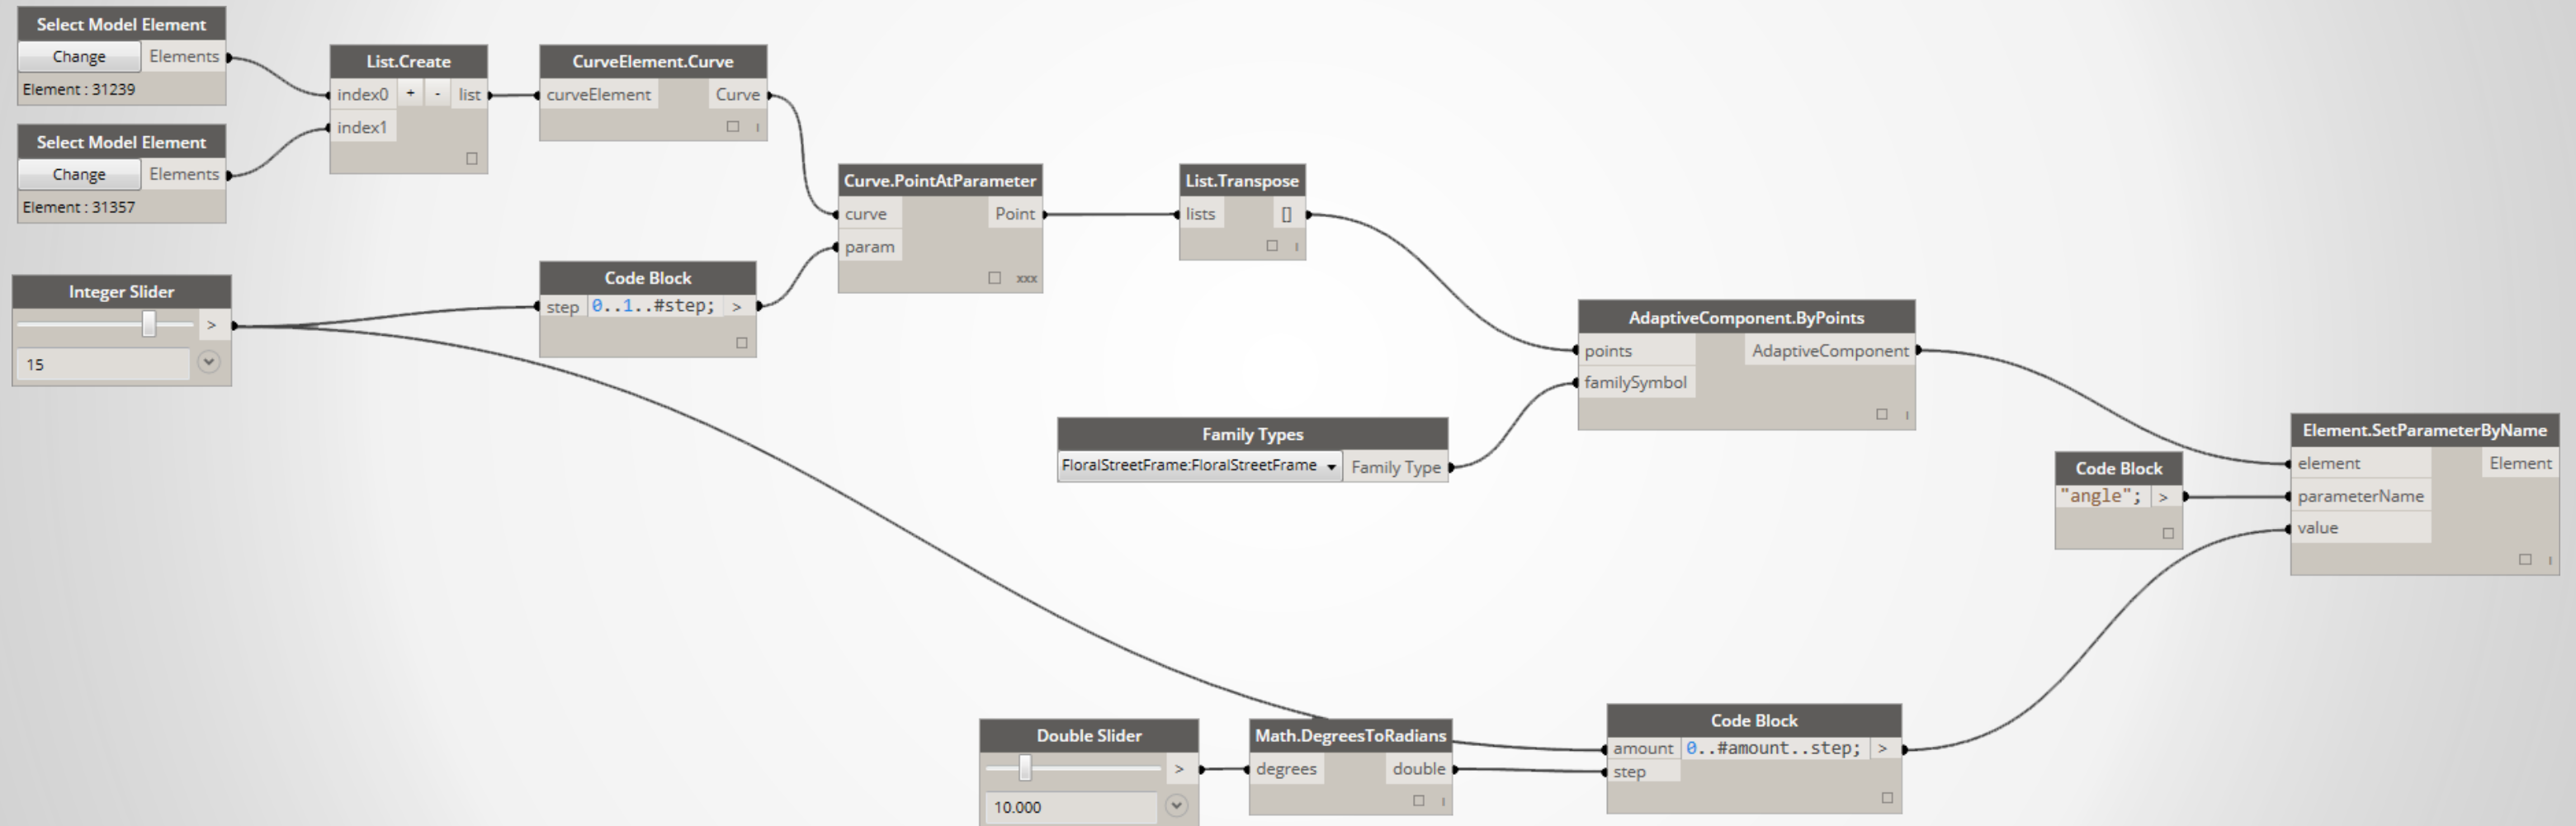 Select Model Element
Change Elements
Element : 31239
Select Model Element
Change Elements
Element : 31357
List.Create
index0 + - list
index1
CurveElement.Curve
curveElement Curve
Integer Slider
>
15
Code Block
step 0..1..#step; >
Curve.PointAtParameter
curve Point
param
xxx
List.Transpose
lists []
Family Types
FloralStreetFrame:FloralStreetFrame Family Type
AdaptiveComponent.ByPoints
points AdaptiveComponent
familySymbol
Code Block
"angle"; >
Element.SetParameterByName
element Element
parameterName
value
Double Slider
>
10.000
Math.DegreesToRadians
degrees double
Code Block
amount 0..#amount..step; >
step